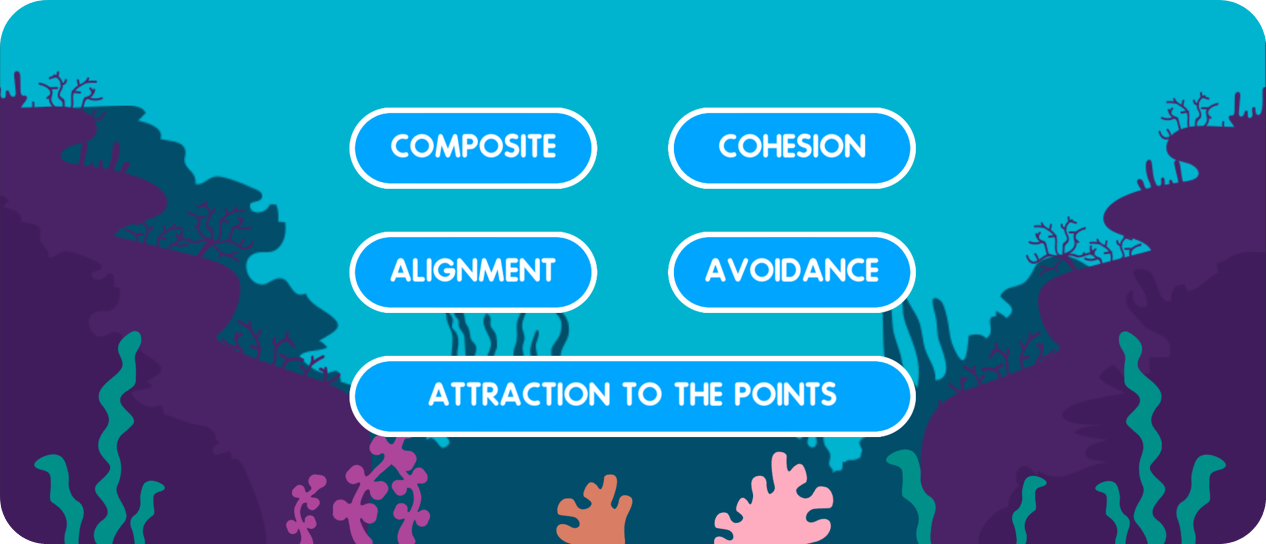 COMPOSITE
COHESION
ALIGNMENT
AVOIDANCE
ATTRACTION TO THE POINTS